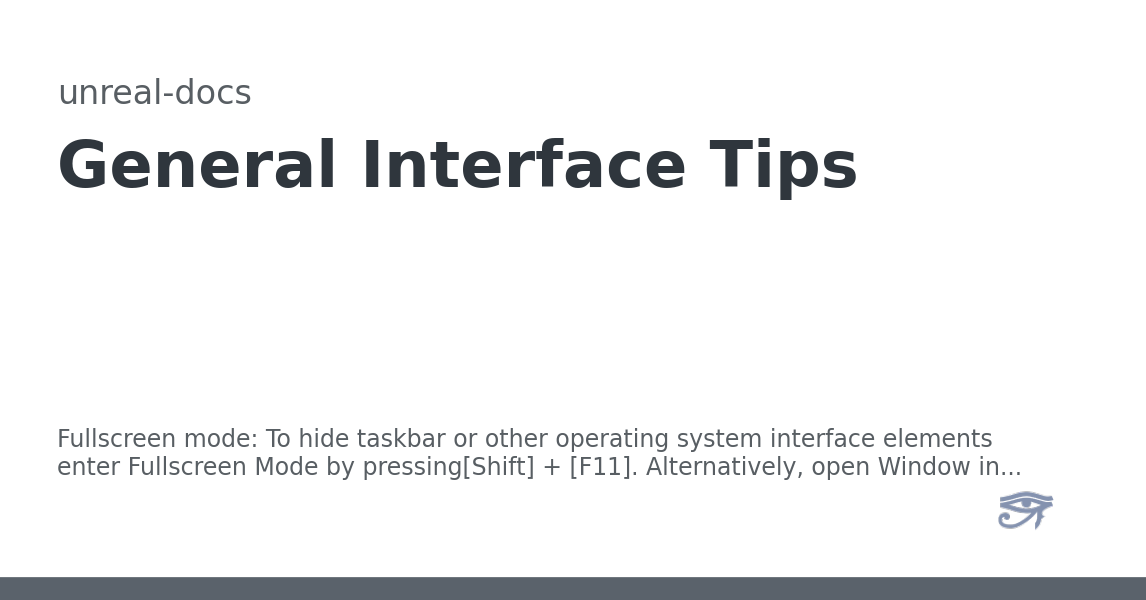 unreal-docs
General Interface Tips
Fullscreen mode: To hide taskbar or other operating system interface elements
enter Fullscreen Mode by pressing[Shift] + [F11]. Alternatively, open Window in...